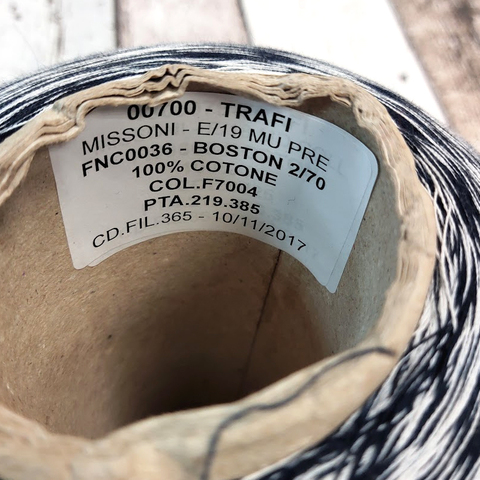 00700 - TRAFI
MISSONI - E/19 MU PRE
FNC0036 - BOSTON 2/70
100% COTONE
COL.F7004
PTA.219.385
CD.FIL.365 - 10/11/2017